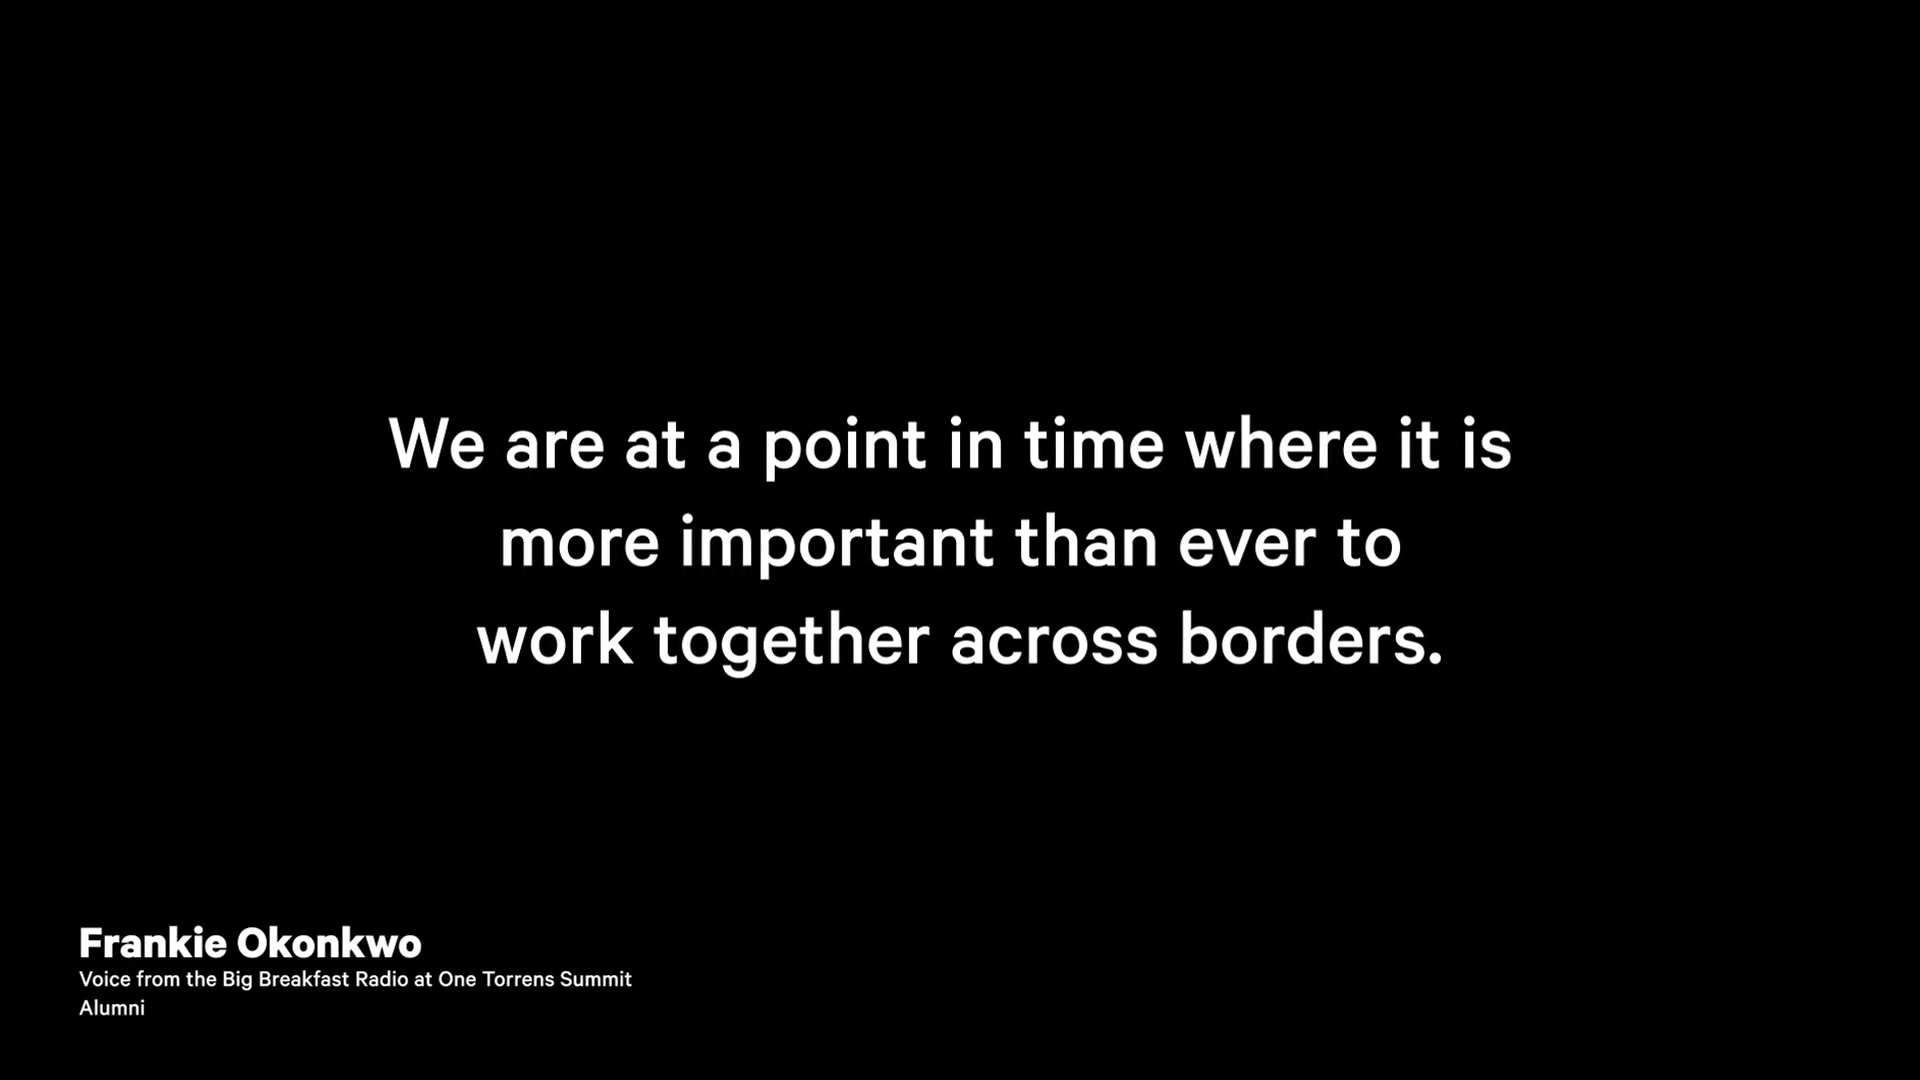 We are at a point in time where it is
more important than ever to
work together across borders.
Frankie Okonkwo
Voice from the Big Breakfast Radio at One Torrens Summit
Alumni